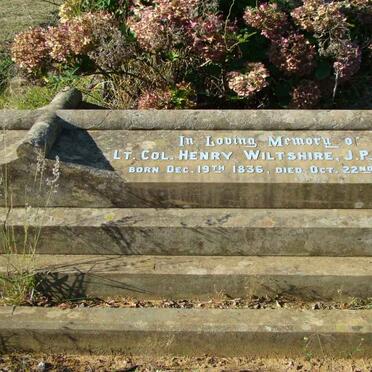 In Loving Memory of
Lt. Col. Henry Wiltshire, J.P.
Born Dec. 19th 1836, Died Oct. 22nd